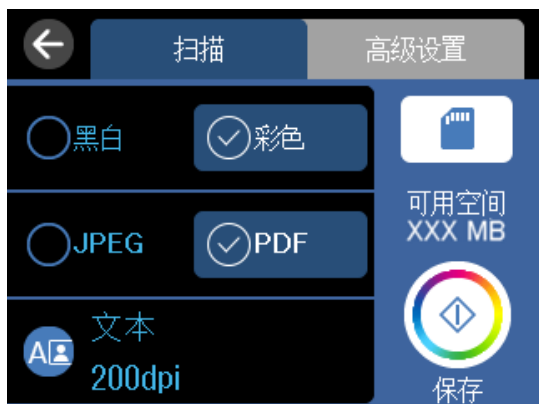 扫描
高级设置
黑白
彩色
JPEG
PDF
A
文本
200dpi
可用空间
XXX MB
保存